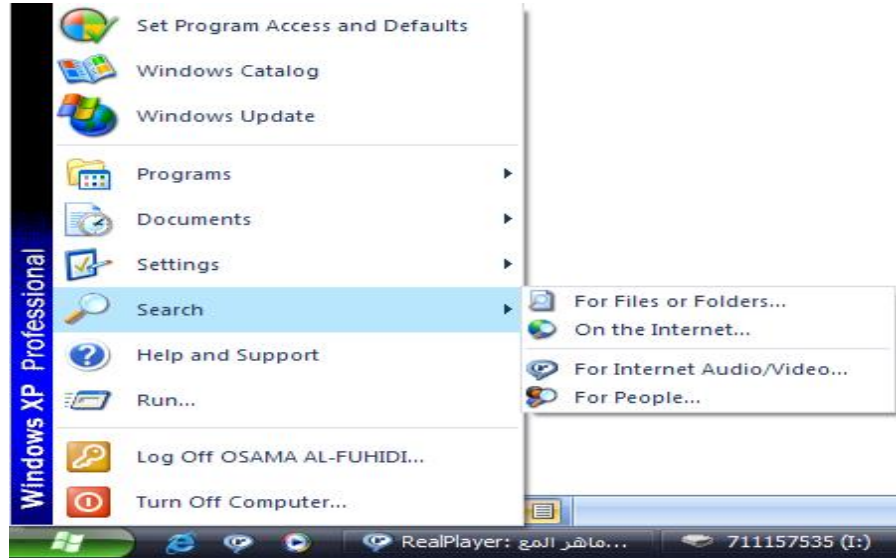 Set Program Access and Defaults
Windows Catalog
Windows Update
Programs
Documents
Settings
Search
For Files or Folders...
On the Internet...
For Internet Audio/Video...
For People...
Help and Support
Run...
Log Off OSAMA AL-FUHIDI...
Turn Off Computer...
Windows XP Professional
RealPlayer: ماهر المع...
711157535 (I:)